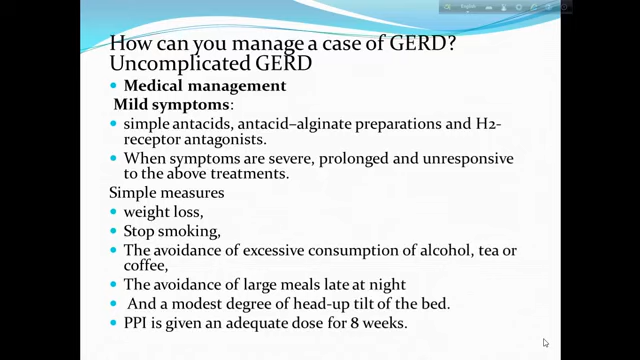 English
How can you manage a case of GERD?
Uncomplicated GERD
• Medical management
Mild symptoms:
• simple antacids, antacid–alginate preparations and H2-
receptor antagonists.
• When symptoms are severe, prolonged and unresponsive
to the above treatments.
Simple measures
• weight loss,
• Stop smoking,
• The avoidance of excessive consumption of alcohol, tea or
coffee,
• The avoidance of large meals late at night
• And a modest degree of head-up tilt of the bed.
• PPI is given an adequate dose for 8 weeks.